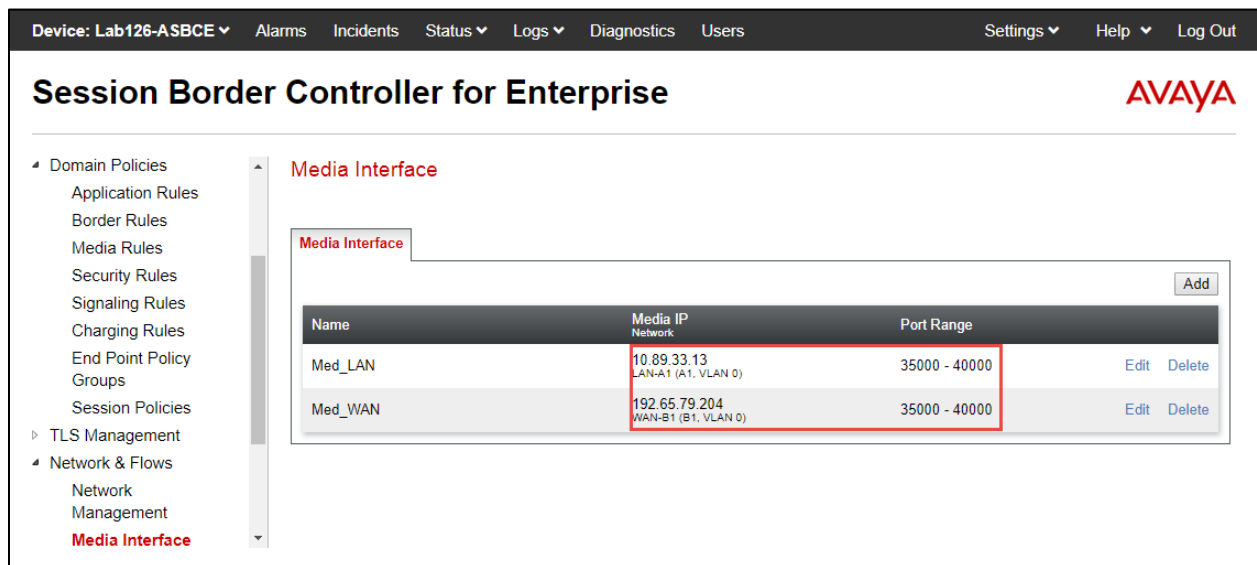 Device: Lab126-ASBCE Alarms Incidents Status Logs Diagnostics Users Settings Help Log Out
Session Border Controller for Enterprise
AVAYA
Domain Policies
Application Rules
Border Rules
Media Rules
Security Rules
Signaling Rules
Charging Rules
End Point Policy
Groups
Session Policies
TLS Management
Network & Flows
Network
Management
Media Interface
Media Interface
Media Interface
Add
Name Media IP Port Range
Network
Med_LAN 10.89.33.13 35000 - 40000 Edit Delete
LAN-A1 (A1, VLAN 0)
Med_WAN 192.65.79.204 35000 - 40000 Edit Delete
WAN-B1 (B1, VLAN 0)